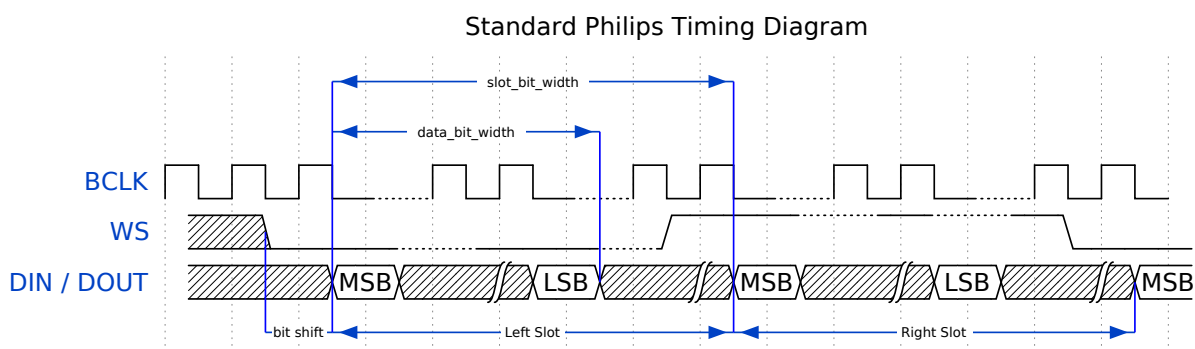 Standard Philips Timing Diagram
slot_bit_width
data_bit_width
BCLK
WS
DIN / DOUT
MSB
LSB
MSB
LSB
MSB
bit shift
Left Slot
Right Slot